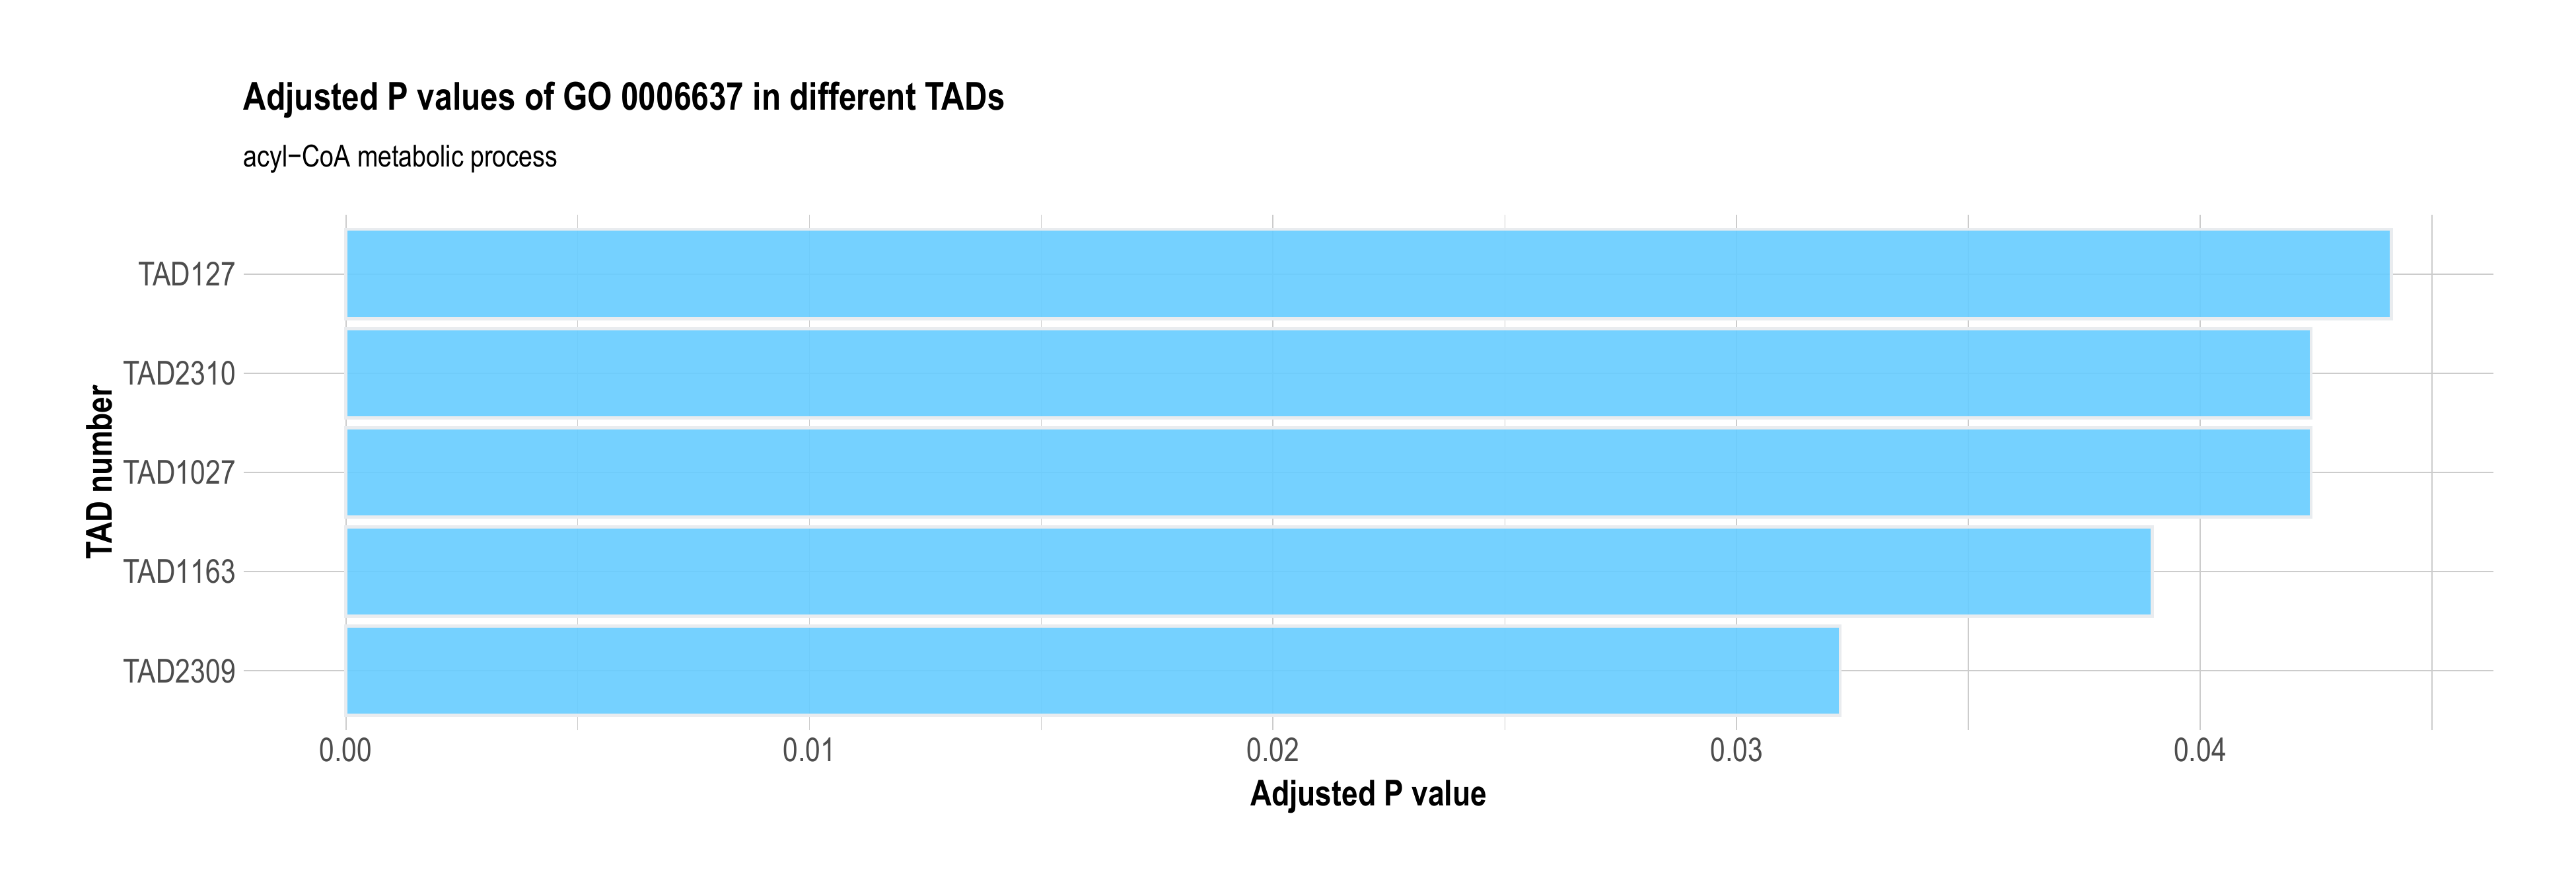 Adjusted P values of GO 0006637 in different TADs
acyl−CoA metabolic process
TAD number
TAD127
TAD2310
TAD1027
TAD1163
TAD2309
0.00 0.01 0.02 0.03 0.04
Adjusted P value